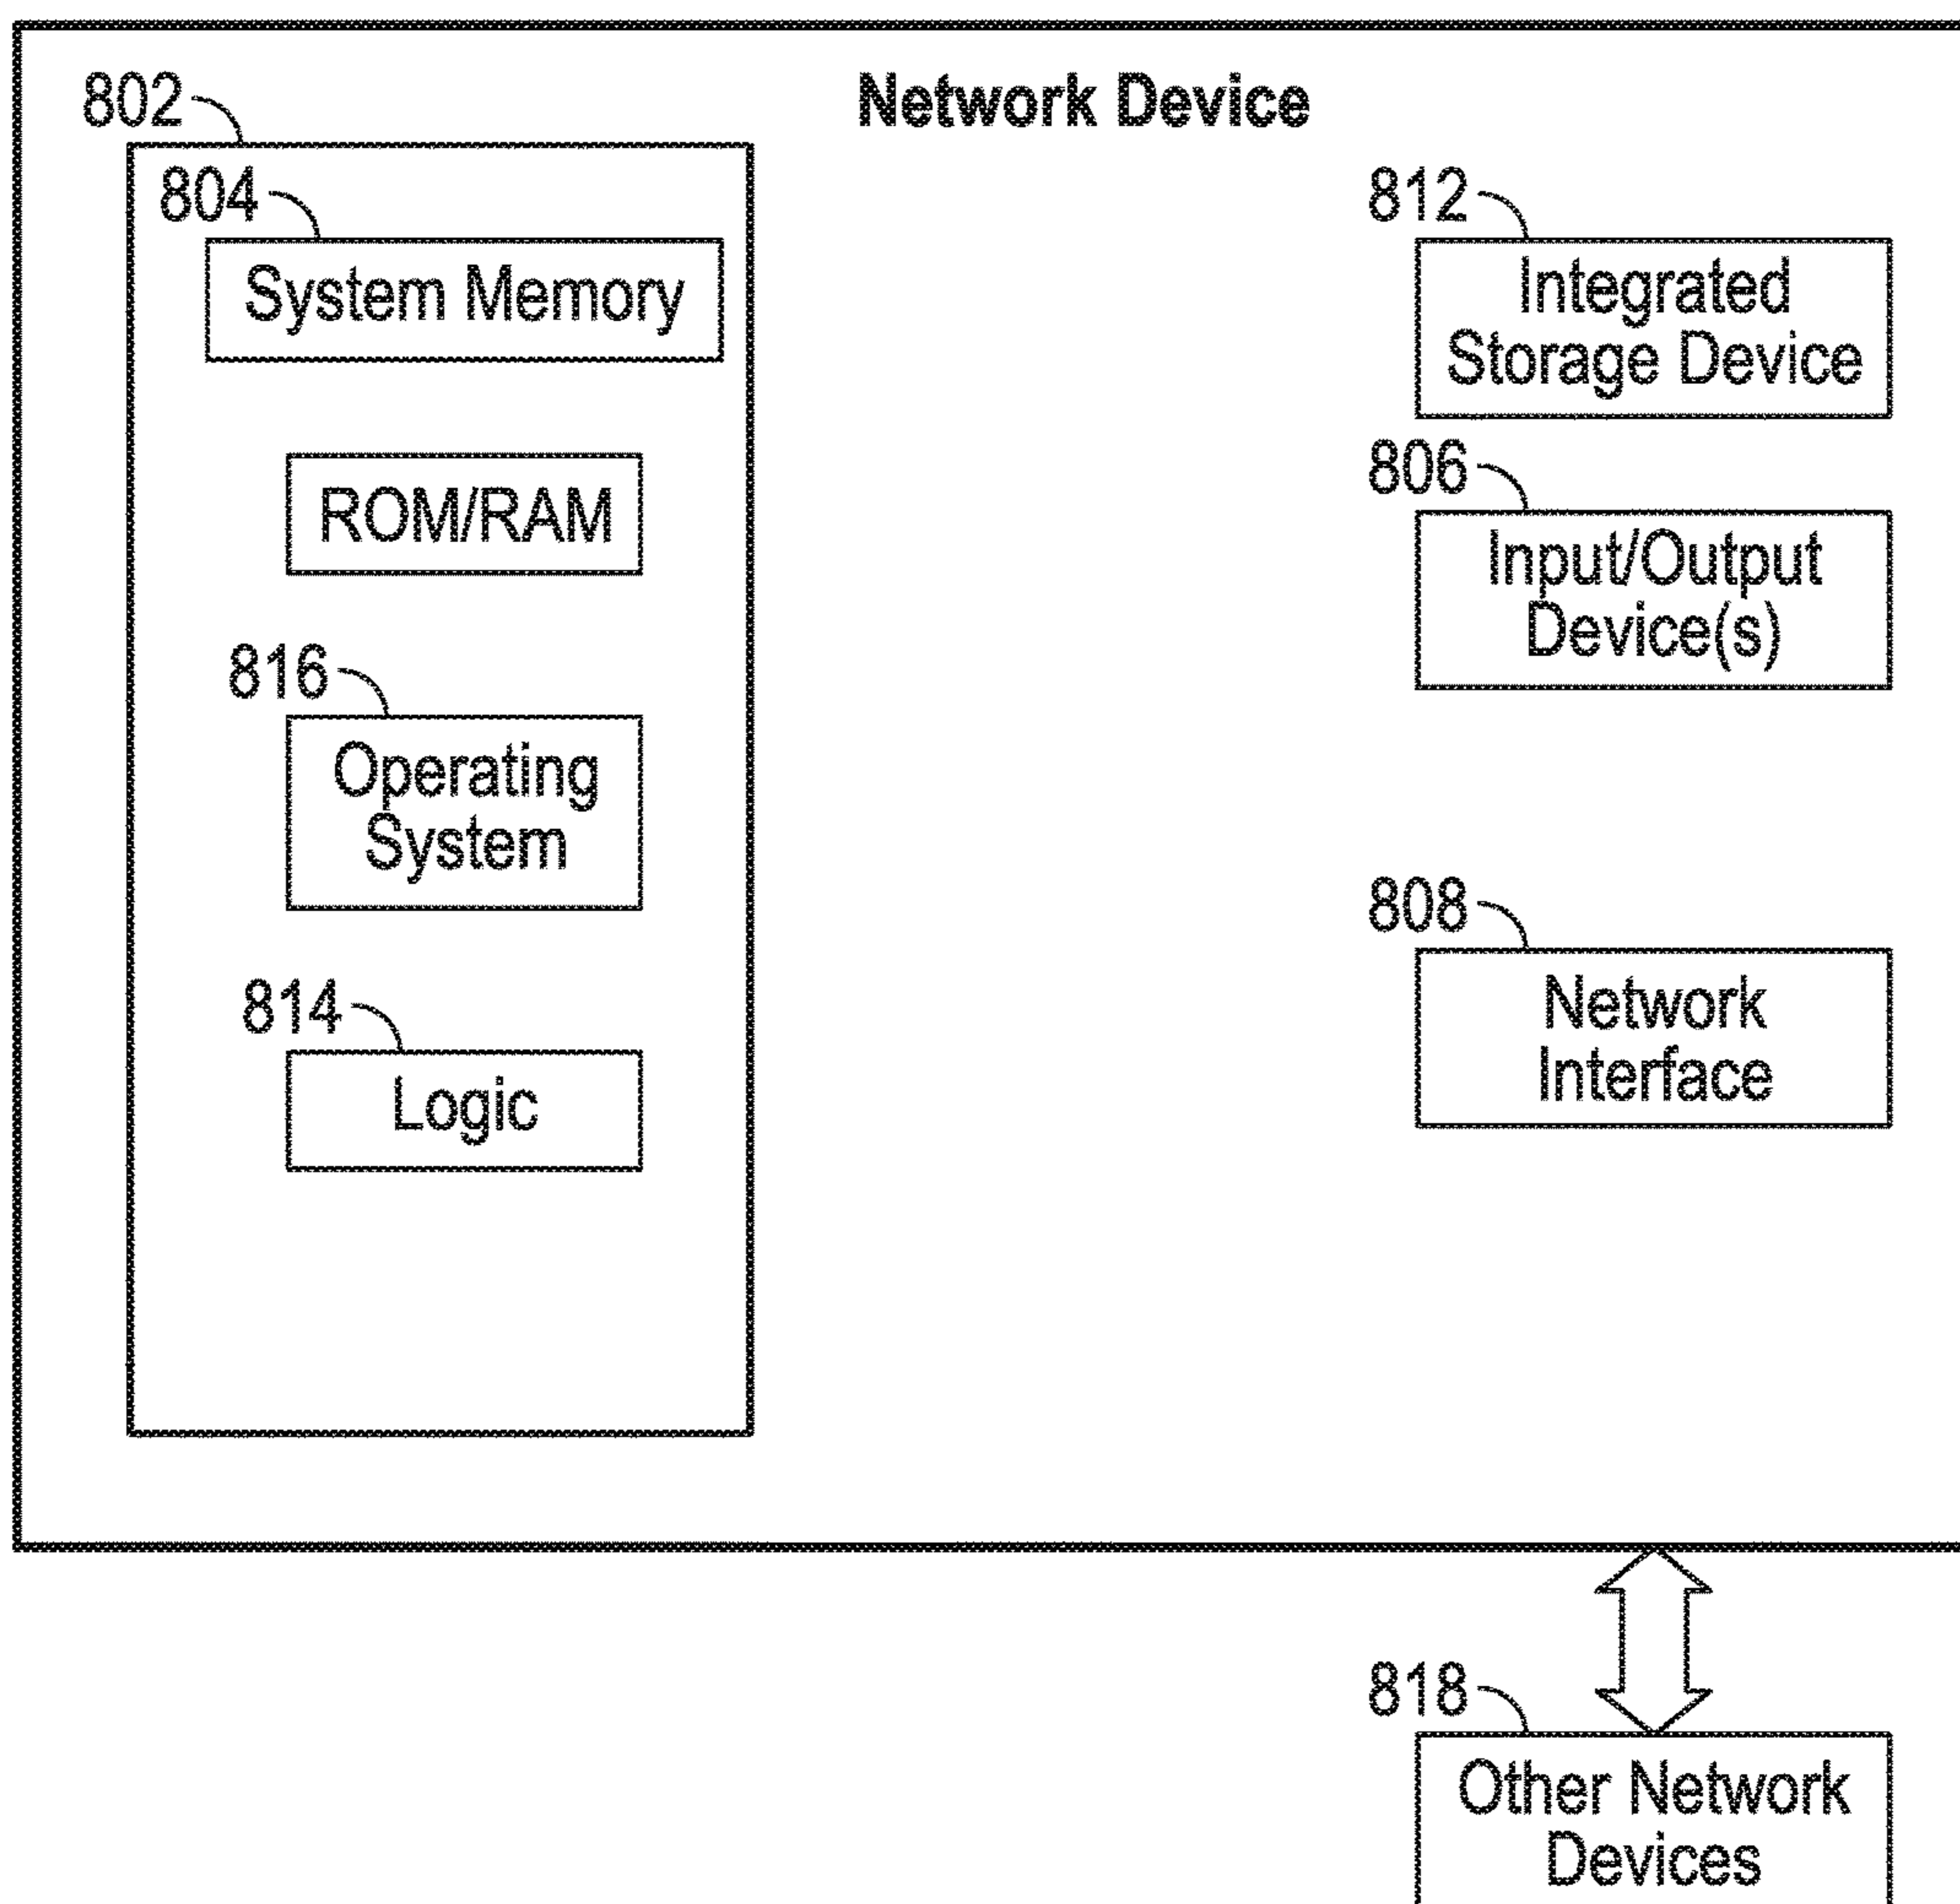 Network Device
802
804
System Memory
ROM/RAM
816
Operating
System
814
Logic
812
Integrated
Storage Device
806
Input/Output
Device(s)
808
Network
Interface
818
Other Network
Devices